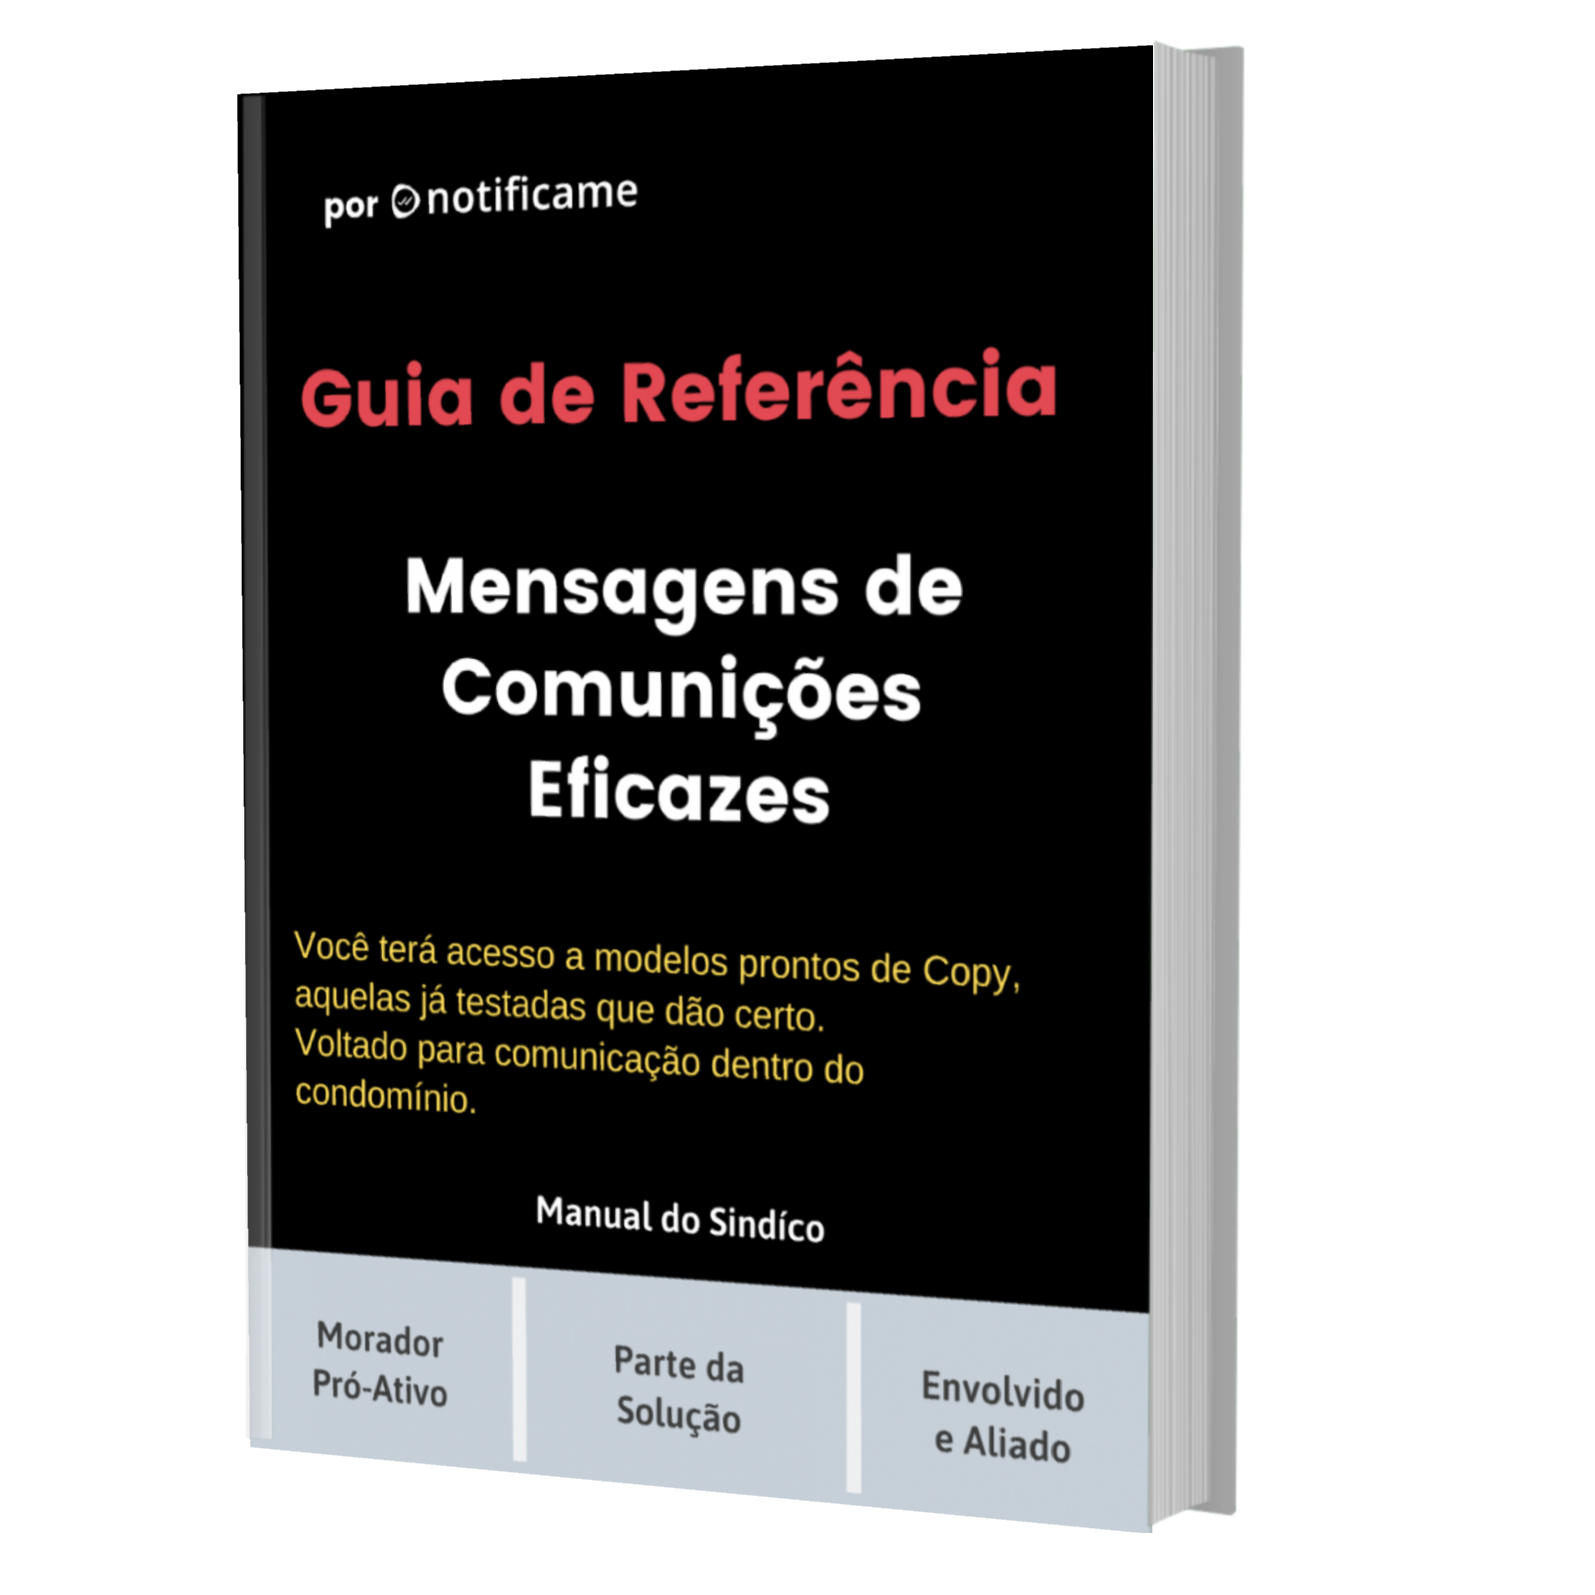 por notificame
Guia de Referência
Mensagens de
Comunições
Eficazes
Você terá acesso a modelos prontos de Copy,
aquelas já testadas que dão certo.
Voltado para comunicação dentro do
condomínio.
Manual do Sindíco
Morador
Pró-Ativo
Parte da
Solução
Envolvido
e Aliado